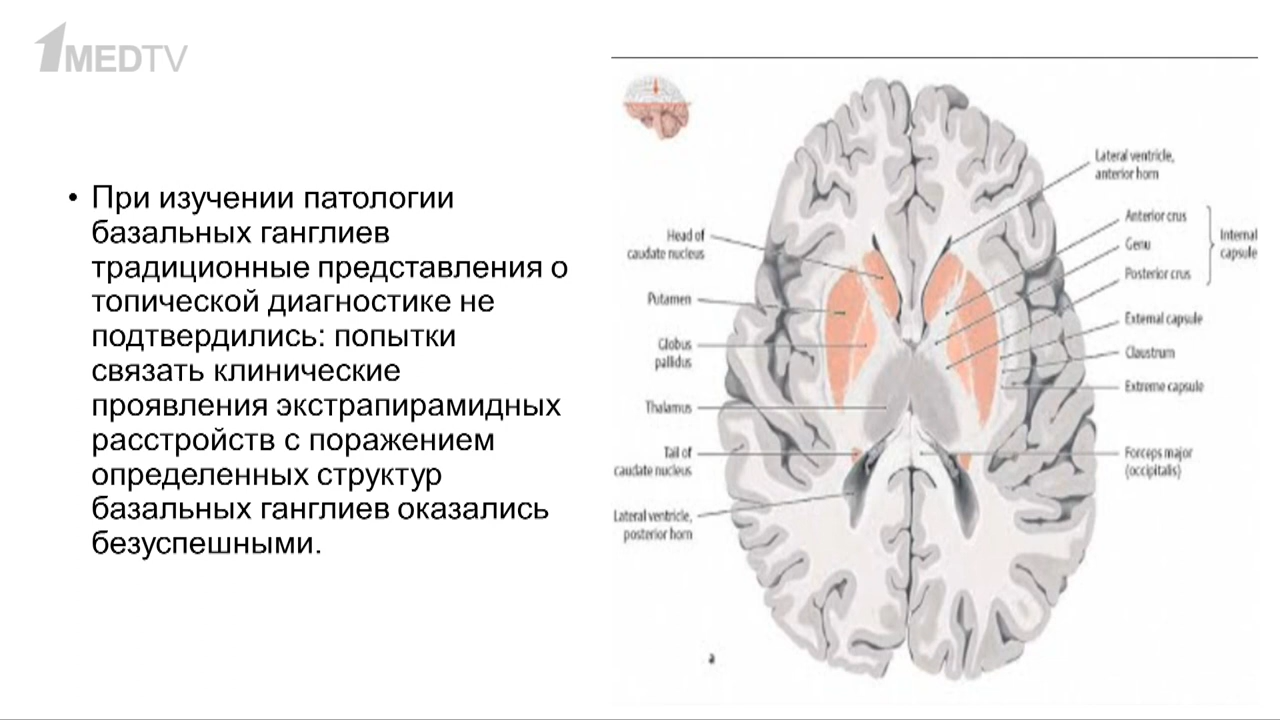 1MEDTV
• При изучении патологии
базальных ганглиев
традиционные представления о
топической диагностике не
подтвердились: попытки
связать клинические
проявления экстрапирамидных
расстройств с поражением
определенных структур
базальных ганглиев оказались
безуспешными.
Head of
caudate nucleus
Putamen
Globus
pallidus
Thalamus
Tail of
caudate nucleus
Lateral ventricle,
posterior horn
Lateral ventricle,
anterior horn
Anterior crus
Genu
Posterior crus
Internal
capsule
External capsule
Claustrum
Extreme capsule
Forceps major
(occipitalis)
a